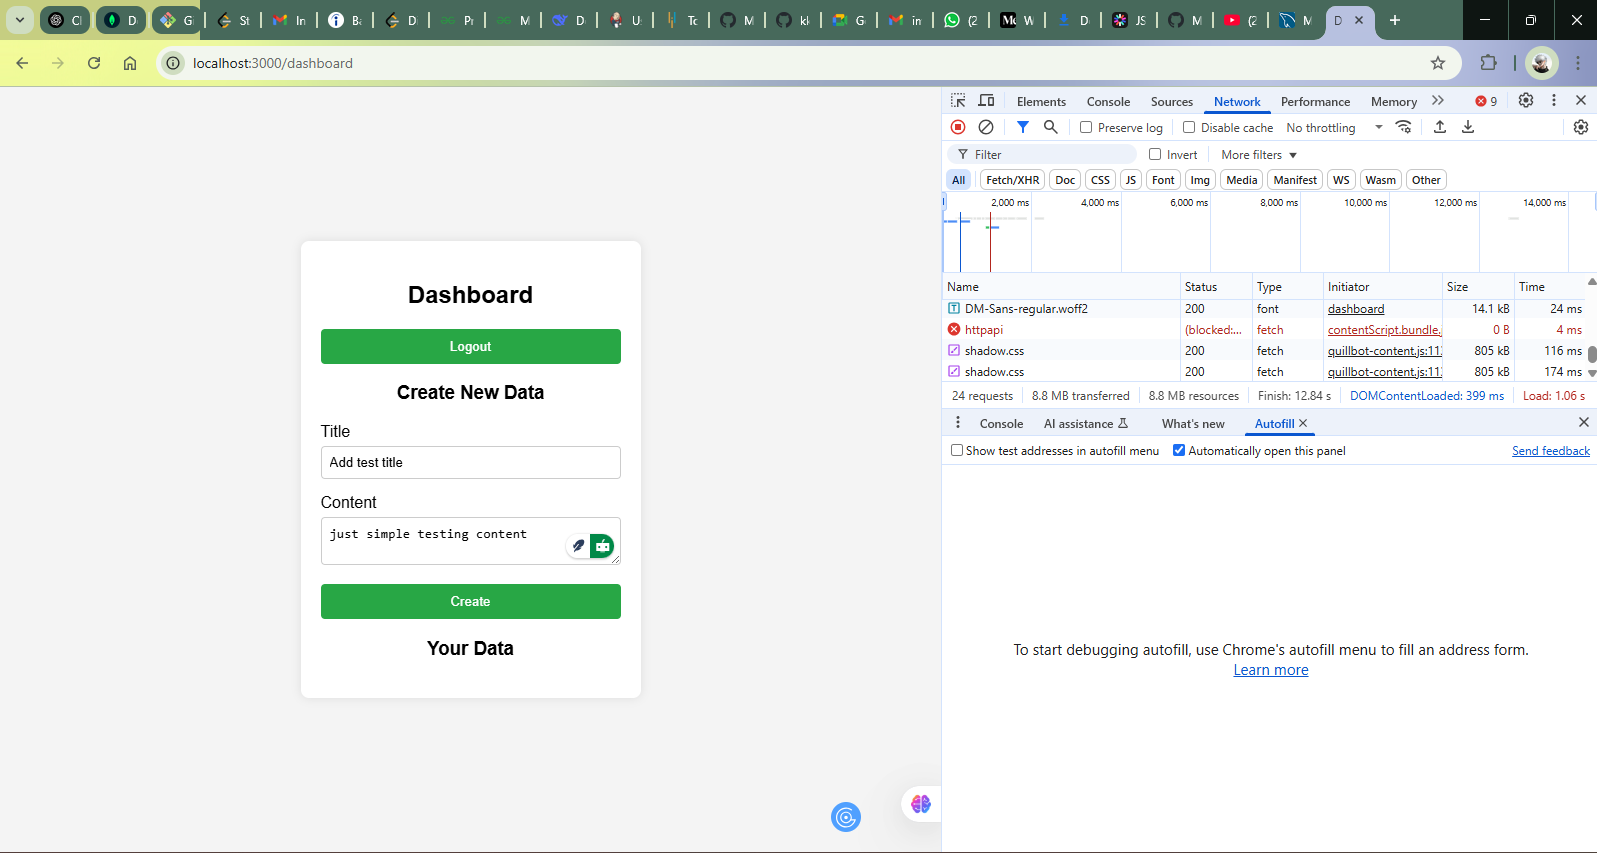 Cl
D
G
St
In
Ba
D
Pr
M
D
U
To
M
kl
G
in
(2
W
D
JS
M
(2
M
D
localhost:3000/dashboard
Dashboard
Logout
Create New Data
Title
Add test title
Content
just simple testing content
Create
Your Data
Elements Console Sources Network Performance Memory 9
Preserve log Disable cache No throttling
Filter Invert More filters
All Fetch/XHR Doc CSS JS Font Img Media Manifest WS Wasm Other
2,000 ms 4,000 ms 6,000 ms 8,000 ms 10,000 ms 12,000 ms 14,000 ms
Name Status Type Initiator Size Time
DM-Sans-regular.woff2 200 font dashboard 14.1 kB 24 ms
httpapi (blocked:... fetch contentScript.bundle. 0 B 4 ms
shadow.css 200 fetch quillbot-content.js:11 805 kB 116 ms
shadow.css 200 fetch quillbot-content.js:11 805 kB 174 ms
24 requests 8.8 MB transferred 8.8 MB resources Finish: 12.84 s DOMContentLoaded: 399 ms Load: 1.06 s
Console AI assistance What's new Autofill
Show test addresses in autofill menu Automatically open this panel Send feedback
To start debugging autofill, use Chrome's autofill menu to fill an address form.
Learn more